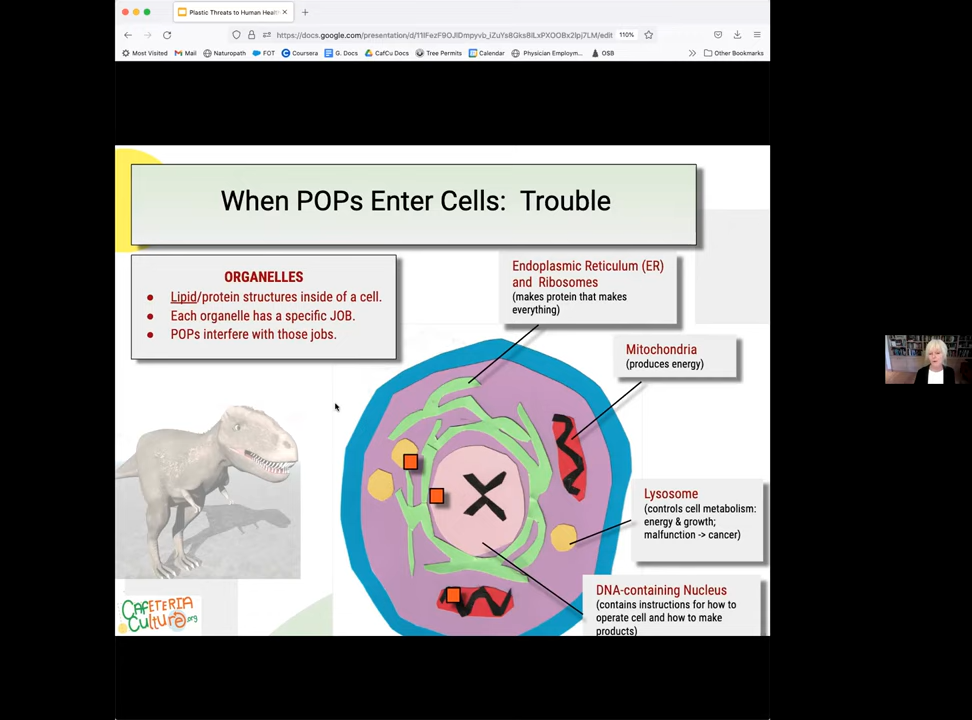 Plastic Threats to Human Healt
https://docs.google.com/presentation/d/
110%
Most Visited Mail Naturopath FOT Coursera G. Docs CafCu Docs Tree Permits Calendar Physician Employm... OSB Other Bookmarks
When POPs Enter Cells: Trouble
ORGANELLES
Lipid/protein structures inside of a cell.
Each organelle has a specific JOB.
POPs interfere with those jobs.
Endoplasmic Reticulum (ER)
and Ribosomes
(makes protein that makes
everything)
Mitochondria
(produces energy)
Lysosome
(controls cell metabolism:
energy & growth;
malfunction -> cancer)
DNA-containing Nucleus
(contains instructions for how to
operate cell and how to make
products)
CAFETERIA
CuLTuRe.org